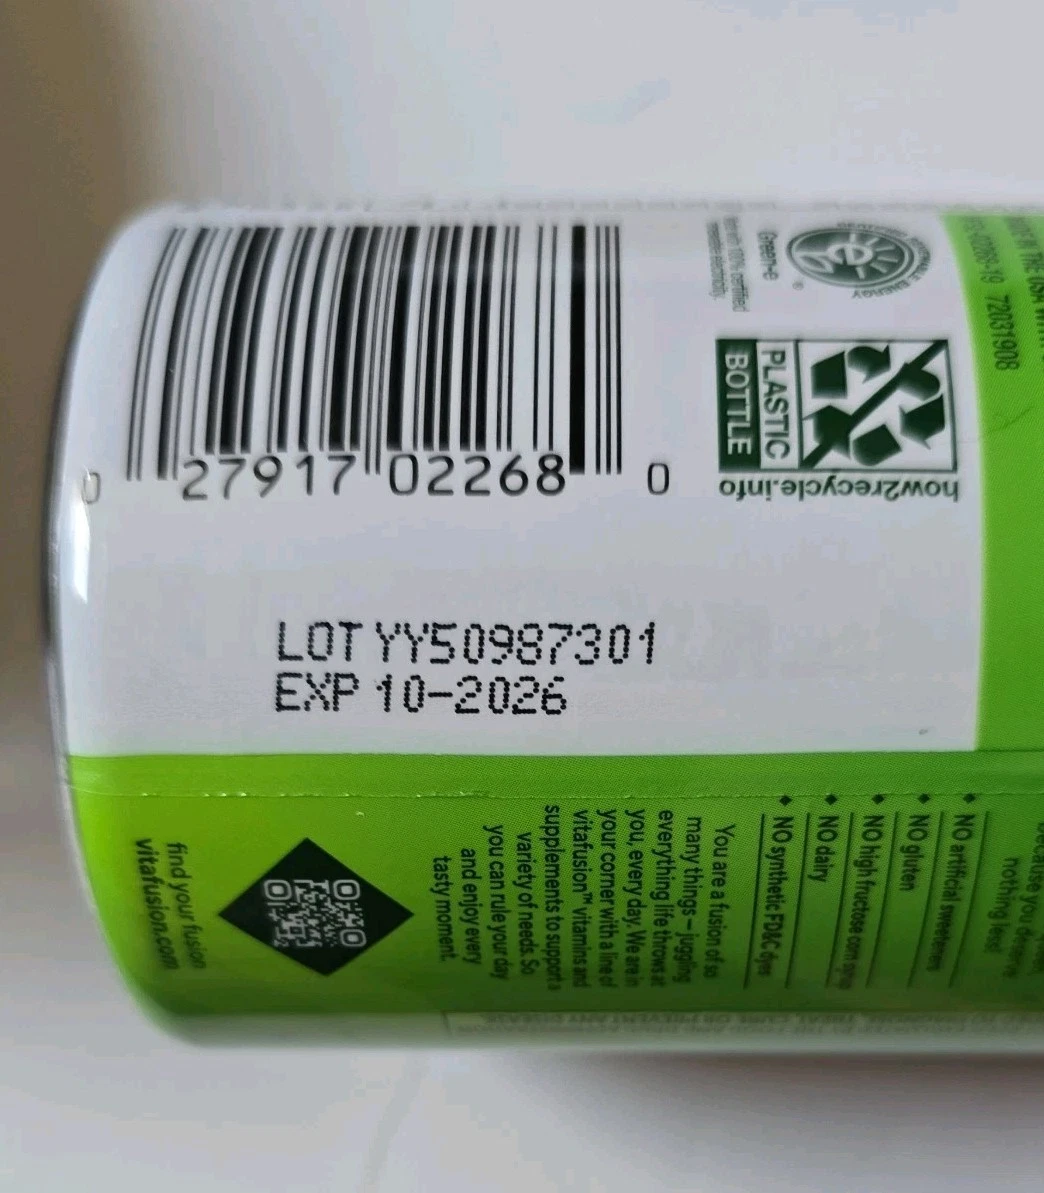 0 27917 02268 0
LOT YY50987301
EXP 10-2026
Green-e
how2recycle.info
PLASTIC
BOTTLE
72031908
nothing less!
NO artificial sweeteners
NO gluten
NO high fructose corn syrup
NO dairy
NO synthetic FD&C dyes
You are a fusion of so
many things – juggling
everything life throws at
you, every day. We are in
your corner with a line of
vitafusion™ vitamins and
supplements to support a
variety of needs. So
you can rule your day
and enjoy every
tasty moment.
find your fusion
vitafusion.com